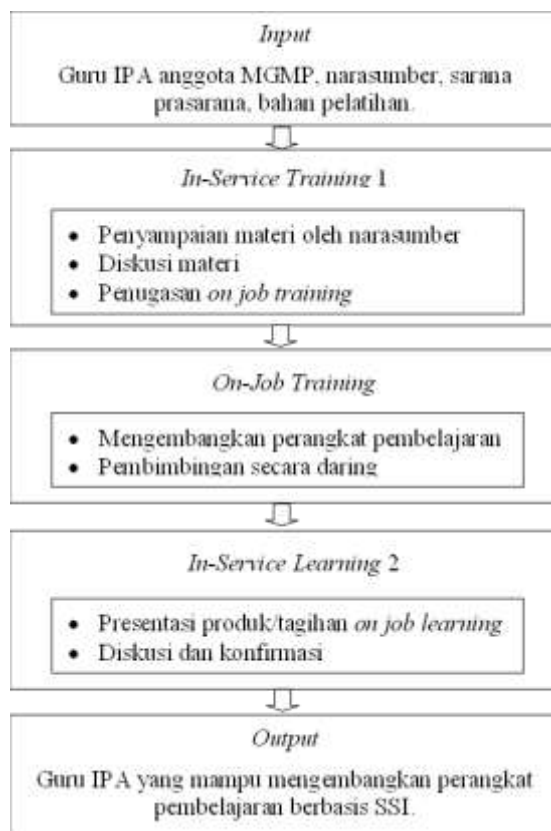 Input
Guru IPA anggota MGMP, narasumber, sarana
prasarana, bahan pelatihan.
In-Service Training 1
• Penyampaian materi oleh narasumber
• Diskusi materi
• Penugasan on job training
On-Job Training
• Mengembangkan perangkat pembelajaran
• Pembimbingan secara daring
In-Service Learning 2
• Presentasi produk/tagihan on job learning
• Diskusi dan konfirmasi
Output
Guru IPA yang mampu mengembangkan perangkat
pembelajaran berbasis SSI.